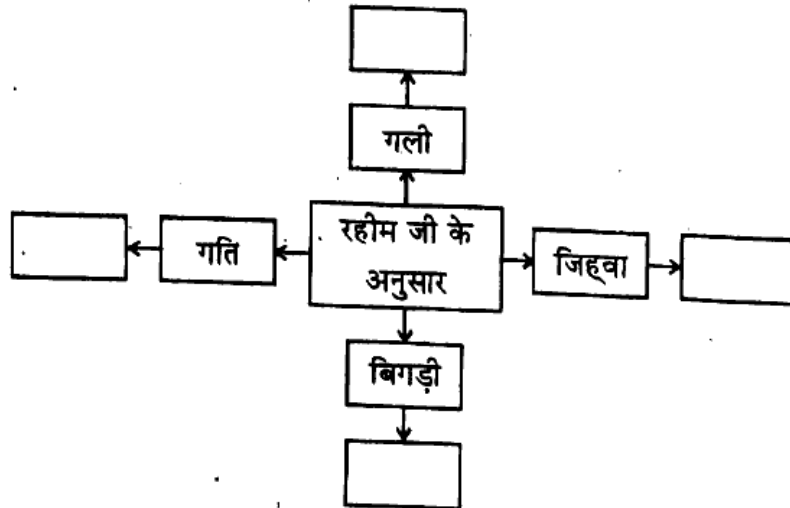 गली
गति
रहीम जी के
अनुसार
जिह्वा
बिगड़ी